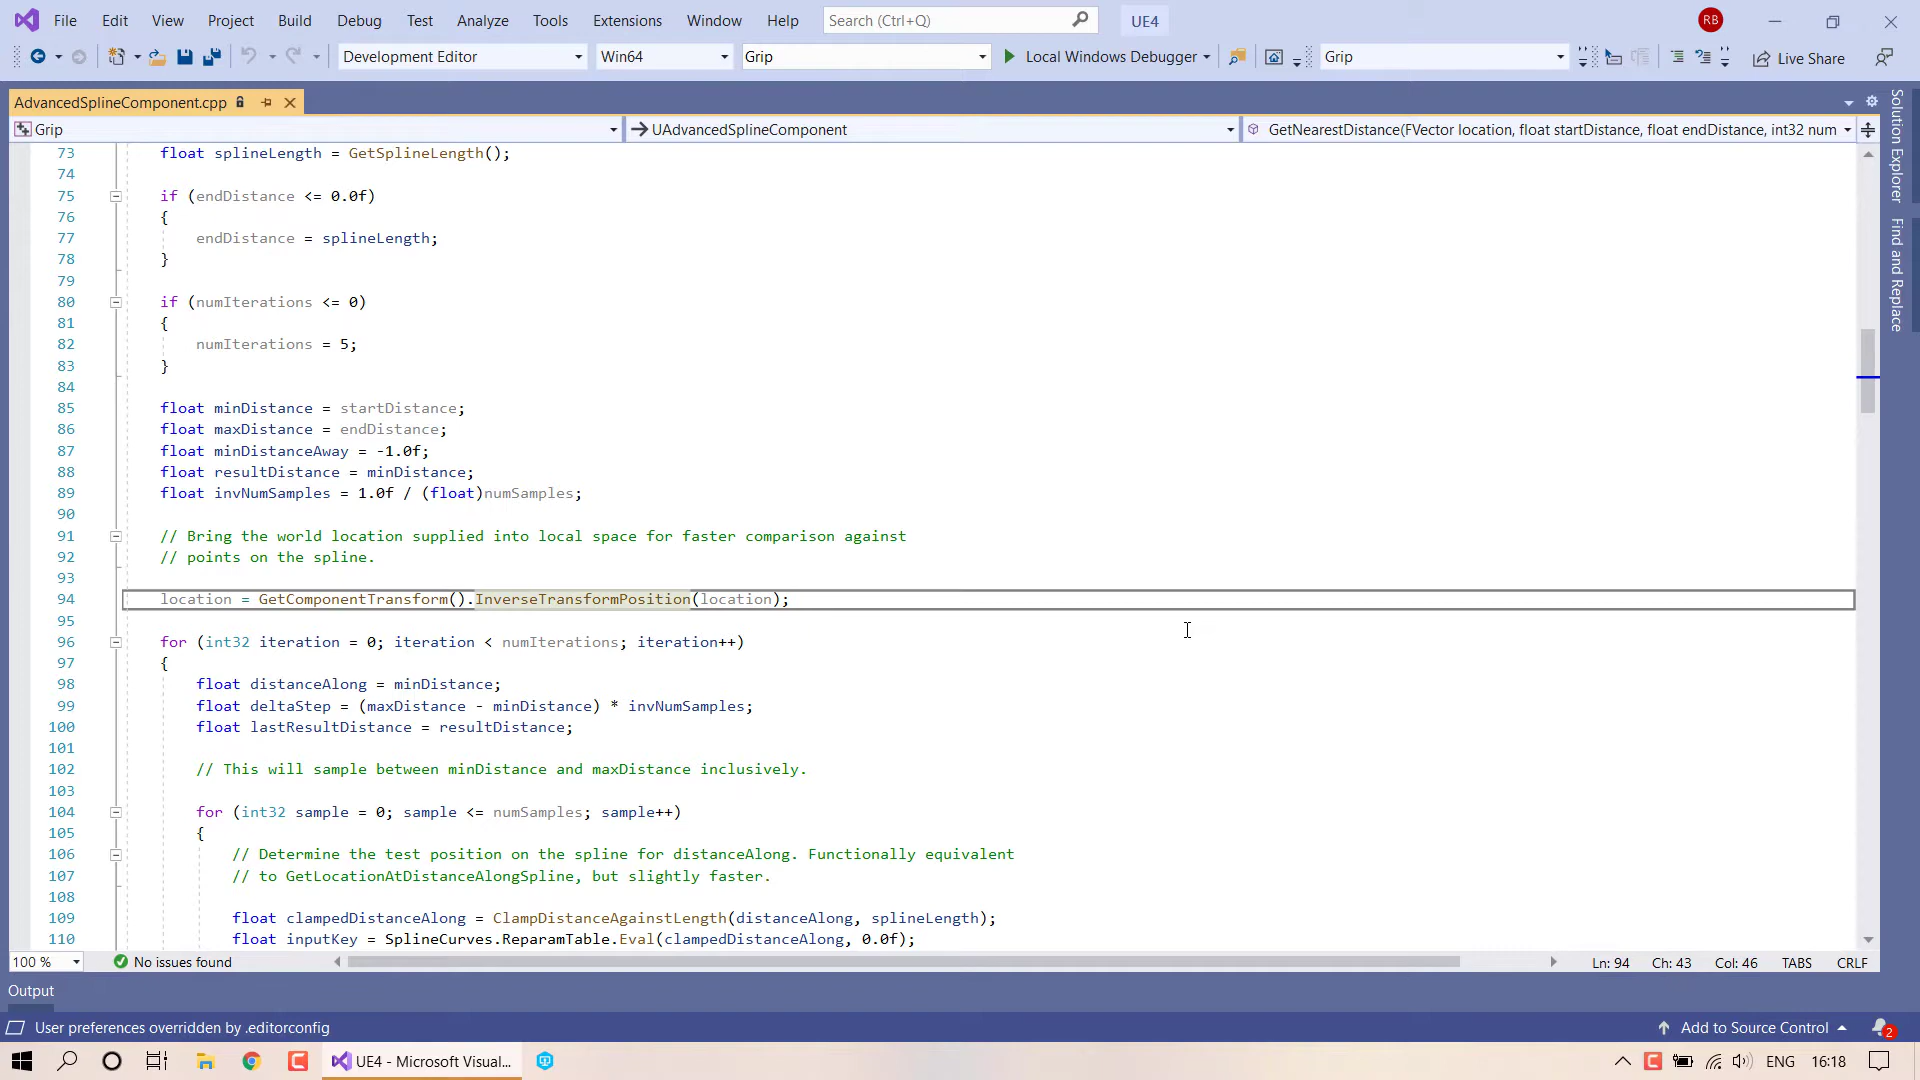 File Edit View Project Build Debug Test Analyze Tools Extensions Window Help Search (Ctrl+Q) UE4 RB
Development Editor Win64 Grip Local Windows Debugger Grip Live Share
AdvancedSplineComponent.cpp
Grip UAdvancedSplineComponent GetNearestDistance(FVector location, float startDistance, float endDistance, int32 num
73 float splineLength = GetSplineLength();
74
75 if (endDistance <= 0.0f)
76 {
77 endDistance = splineLength;
78 }
79
80 if (numIterations <= 0)
81 {
82 numIterations = 5;
83 }
84
85 float minDistance = startDistance;
86 float maxDistance = endDistance;
87 float minDistanceAway = -1.0f;
88 float resultDistance = minDistance;
89 float invNumSamples = 1.0f / (float)numSamples;
90
91 // Bring the world location supplied into local space for faster comparison against
92 // points on the spline.
93
94 location = GetComponentTransform().InverseTransformPosition(location);
95
96 for (int32 iteration = 0; iteration < numIterations; iteration++)
97 {
98 float distanceAlong = minDistance;
99 float deltaStep = (maxDistance - minDistance) * invNumSamples;
100 float lastResultDistance = resultDistance;
101
102 // This will sample between minDistance and maxDistance inclusively.
103
104 for (int32 sample = 0; sample <= numSamples; sample++)
105 {
106 // Determine the test position on the spline for distanceAlong. Functionally equivalent
107 // to GetLocationAtDistanceAlongSpline, but slightly faster.
108
109 float clampedDistanceAlong = ClampDistanceAgainstLength(distanceAlong, splineLength);
110 float inputKey = SplineCurves.ReparamTable.Eval(clampedDistanceAlong, 0.0f);
Solution Explorer
Find and Replace
100 % No issues found Ln: 94 Ch: 43 Col: 46 TABS CRLF
Output
User preferences overridden by .editorconfig Add to Source Control 2
UE4 - Microsoft Visual... ENG 16:18